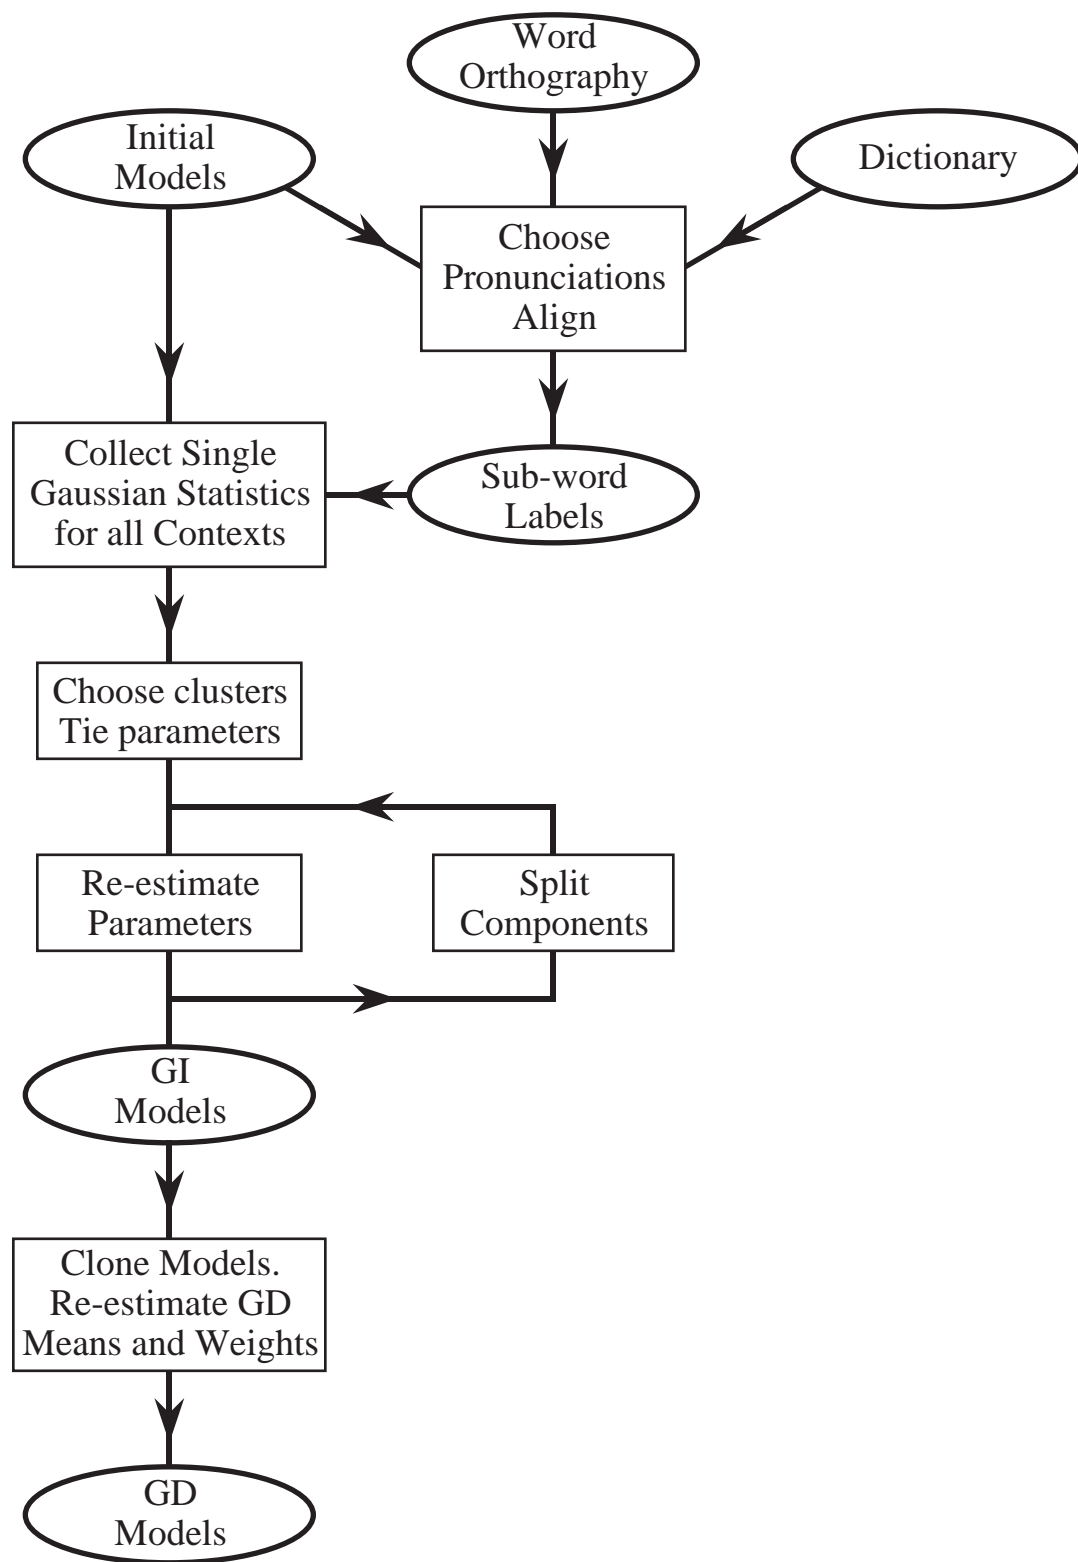 Word
Orthography
Initial
Models
Dictionary
Choose
Pronunciations
Align
Collect Single
Gaussian Statistics
for all Contexts
Sub-word
Labels
Choose clusters
Tie parameters
Re-estimate
Parameters
Split
Components
GI
Models
Clone Models.
Re-estimate GD
Means and Weights
GD
Models